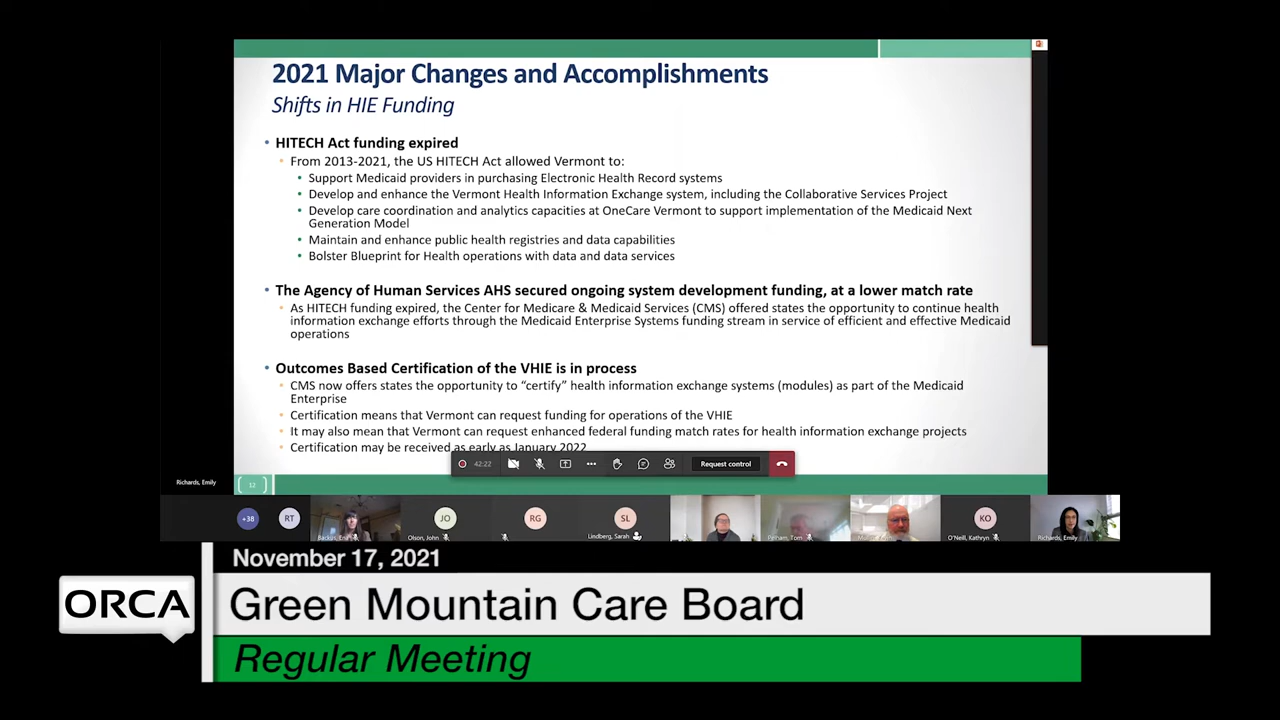 2021 Major Changes and Accomplishments
Shifts in HIE Funding
• HITECH Act funding expired
• From 2013-2021, the US HITECH Act allowed Vermont to:
• Support Medicaid providers in purchasing Electronic Health Record systems
• Develop and enhance the Vermont Health Information Exchange system, including the Collaborative Services Project
• Develop care coordination and analytics capacities at OneCare Vermont to support implementation of the Medicaid Next
Generation Model
• Maintain and enhance public health registries and data capabilities
• Bolster Blueprint for Health operations with data and data services
• The Agency of Human Services AHS secured ongoing system development funding, at a lower match rate
• As HITECH funding expired, the Center for Medicare & Medicaid Services (CMS) offered states the opportunity to continue health
information exchange efforts through the Medicaid Enterprise Systems funding stream in service of efficient and effective Medicaid
operations
• Outcomes Based Certification of the VHIE is in process
• CMS now offers states the opportunity to “certify” health information exchange systems (modules) as part of the Medicaid
Enterprise
• Certification means that Vermont can request funding for operations of the VHIE
• It may also mean that Vermont can request enhanced federal funding match rates for health information exchange projects
• Certification may be received as early as January 2022
42:22
Request control
Richards, Emily
12
+38
RT
JO
RG
SL
KO
Olson, John
Lindberg, Sarah
O'Neill, Kathryn
Richards, Emily
November 17, 2021
ORCA
Green Mountain Care Board
Regular Meeting